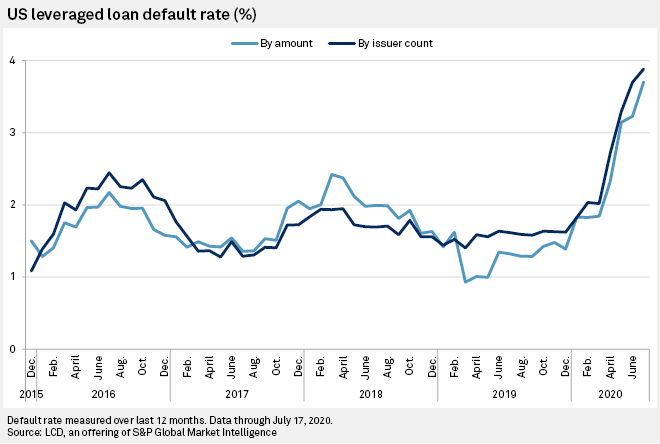 US leveraged loan default rate (%)
By amount By issuer count
4
3
2
1
0
Dec. Feb. April June Aug. Oct. Dec. Feb. April June Aug. Oct. Dec. Feb. April June Aug. Oct. Dec. Feb. April June Aug. Oct. Dec. Feb. April June
2015 2016 2017 2018 2019 2020
Default rate measured over last 12 months. Data through July 17, 2020.
Source: LCD, an offering of S&P Global Market Intelligence